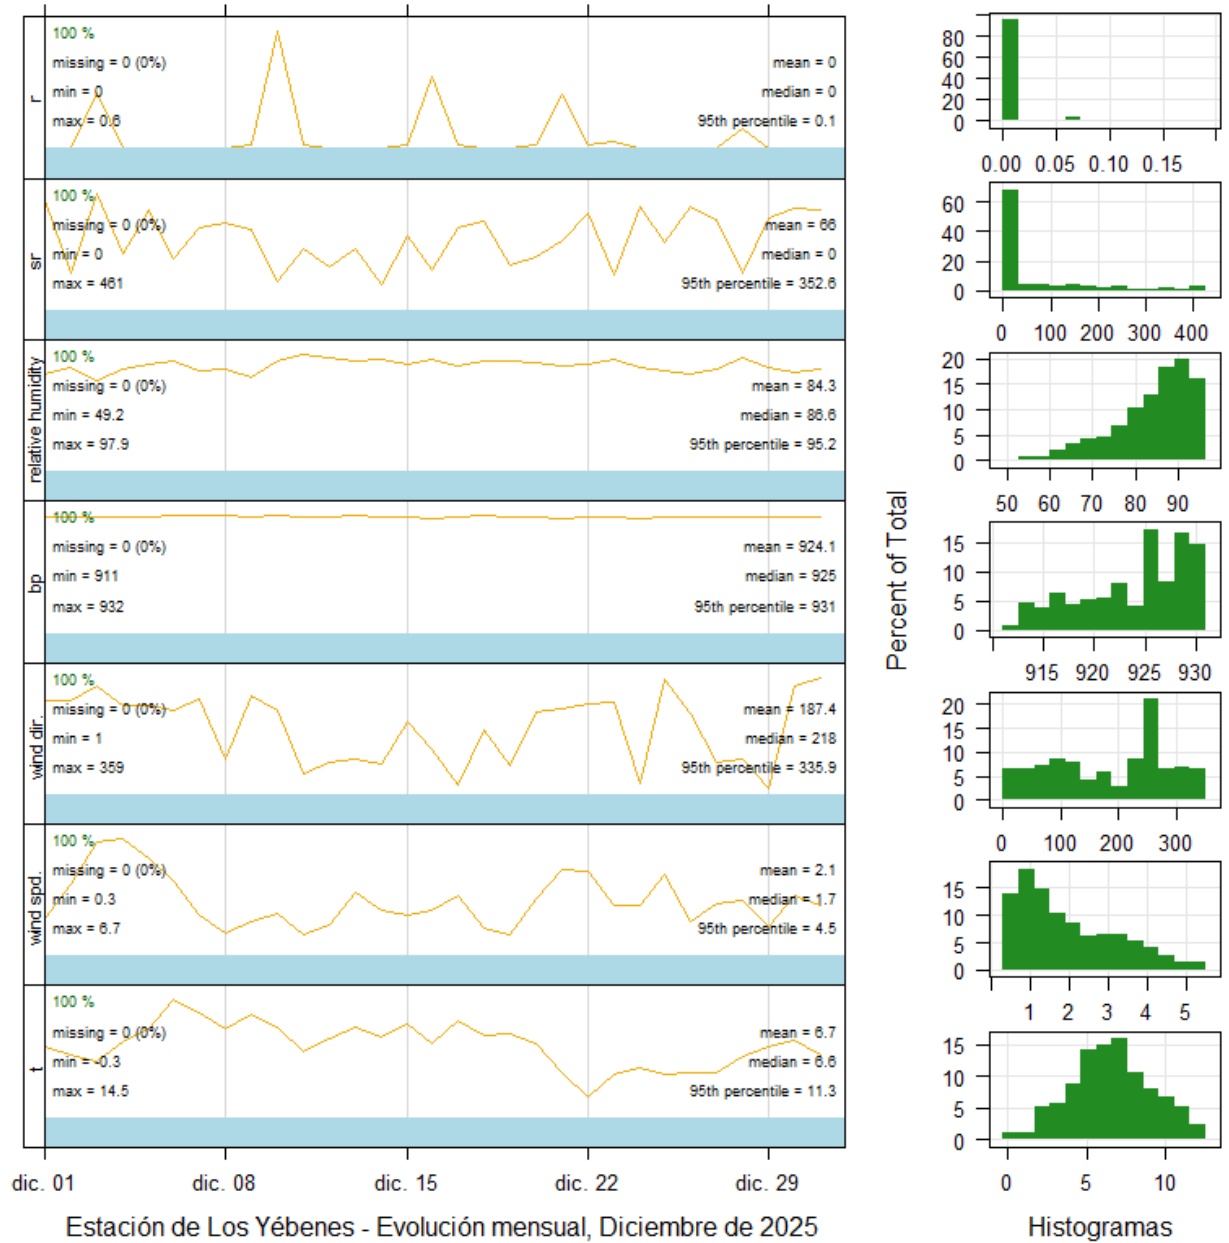 r
100 %
missing = 0 (0%)
mean = 0
min = 0
median = 0
max = 0.6
95th percentile = 0.1
sr
100 %
missing = 0 (0%)
mean = 66
min = 0
median = 0
max = 461
95th percentile = 352.6
relative humidity
100 %
missing = 0 (0%)
mean = 84.3
min = 49.2
median = 86.6
max = 97.9
95th percentile = 95.2
bp
100 %
missing = 0 (0%)
mean = 924.1
min = 911
median = 925
max = 932
95th percentile = 931
wind dir.
100 %
missing = 0 (0%)
mean = 187.4
min = 1
median = 218
max = 359
95th percentile = 335.9
wind spd.
100 %
missing = 0 (0%)
mean = 2.1
min = 0.3
median = 1.7
max = 6.7
95th percentile = 4.5
t
100 %
missing = 0 (0%)
mean = 6.7
min = -0.3
median = 6.6
max = 14.5
95th percentile = 11.3
dic. 01 dic. 08 dic. 15 dic. 22 dic. 29
Estación de Los Yébenes - Evolución mensual, Diciembre de 2025
Percent of Total
80
60
40
20
0
0.00 0.05 0.10 0.15
60
40
20
0
0 100 200 300 400
20
15
10
5
0
50 60 70 80 90
15
10
5
0
915 920 925 930
20
15
10
5
0
0 100 200 300
15
10
5
0
1 2 3 4 5
15
10
5
0
0 5 10
Histogramas